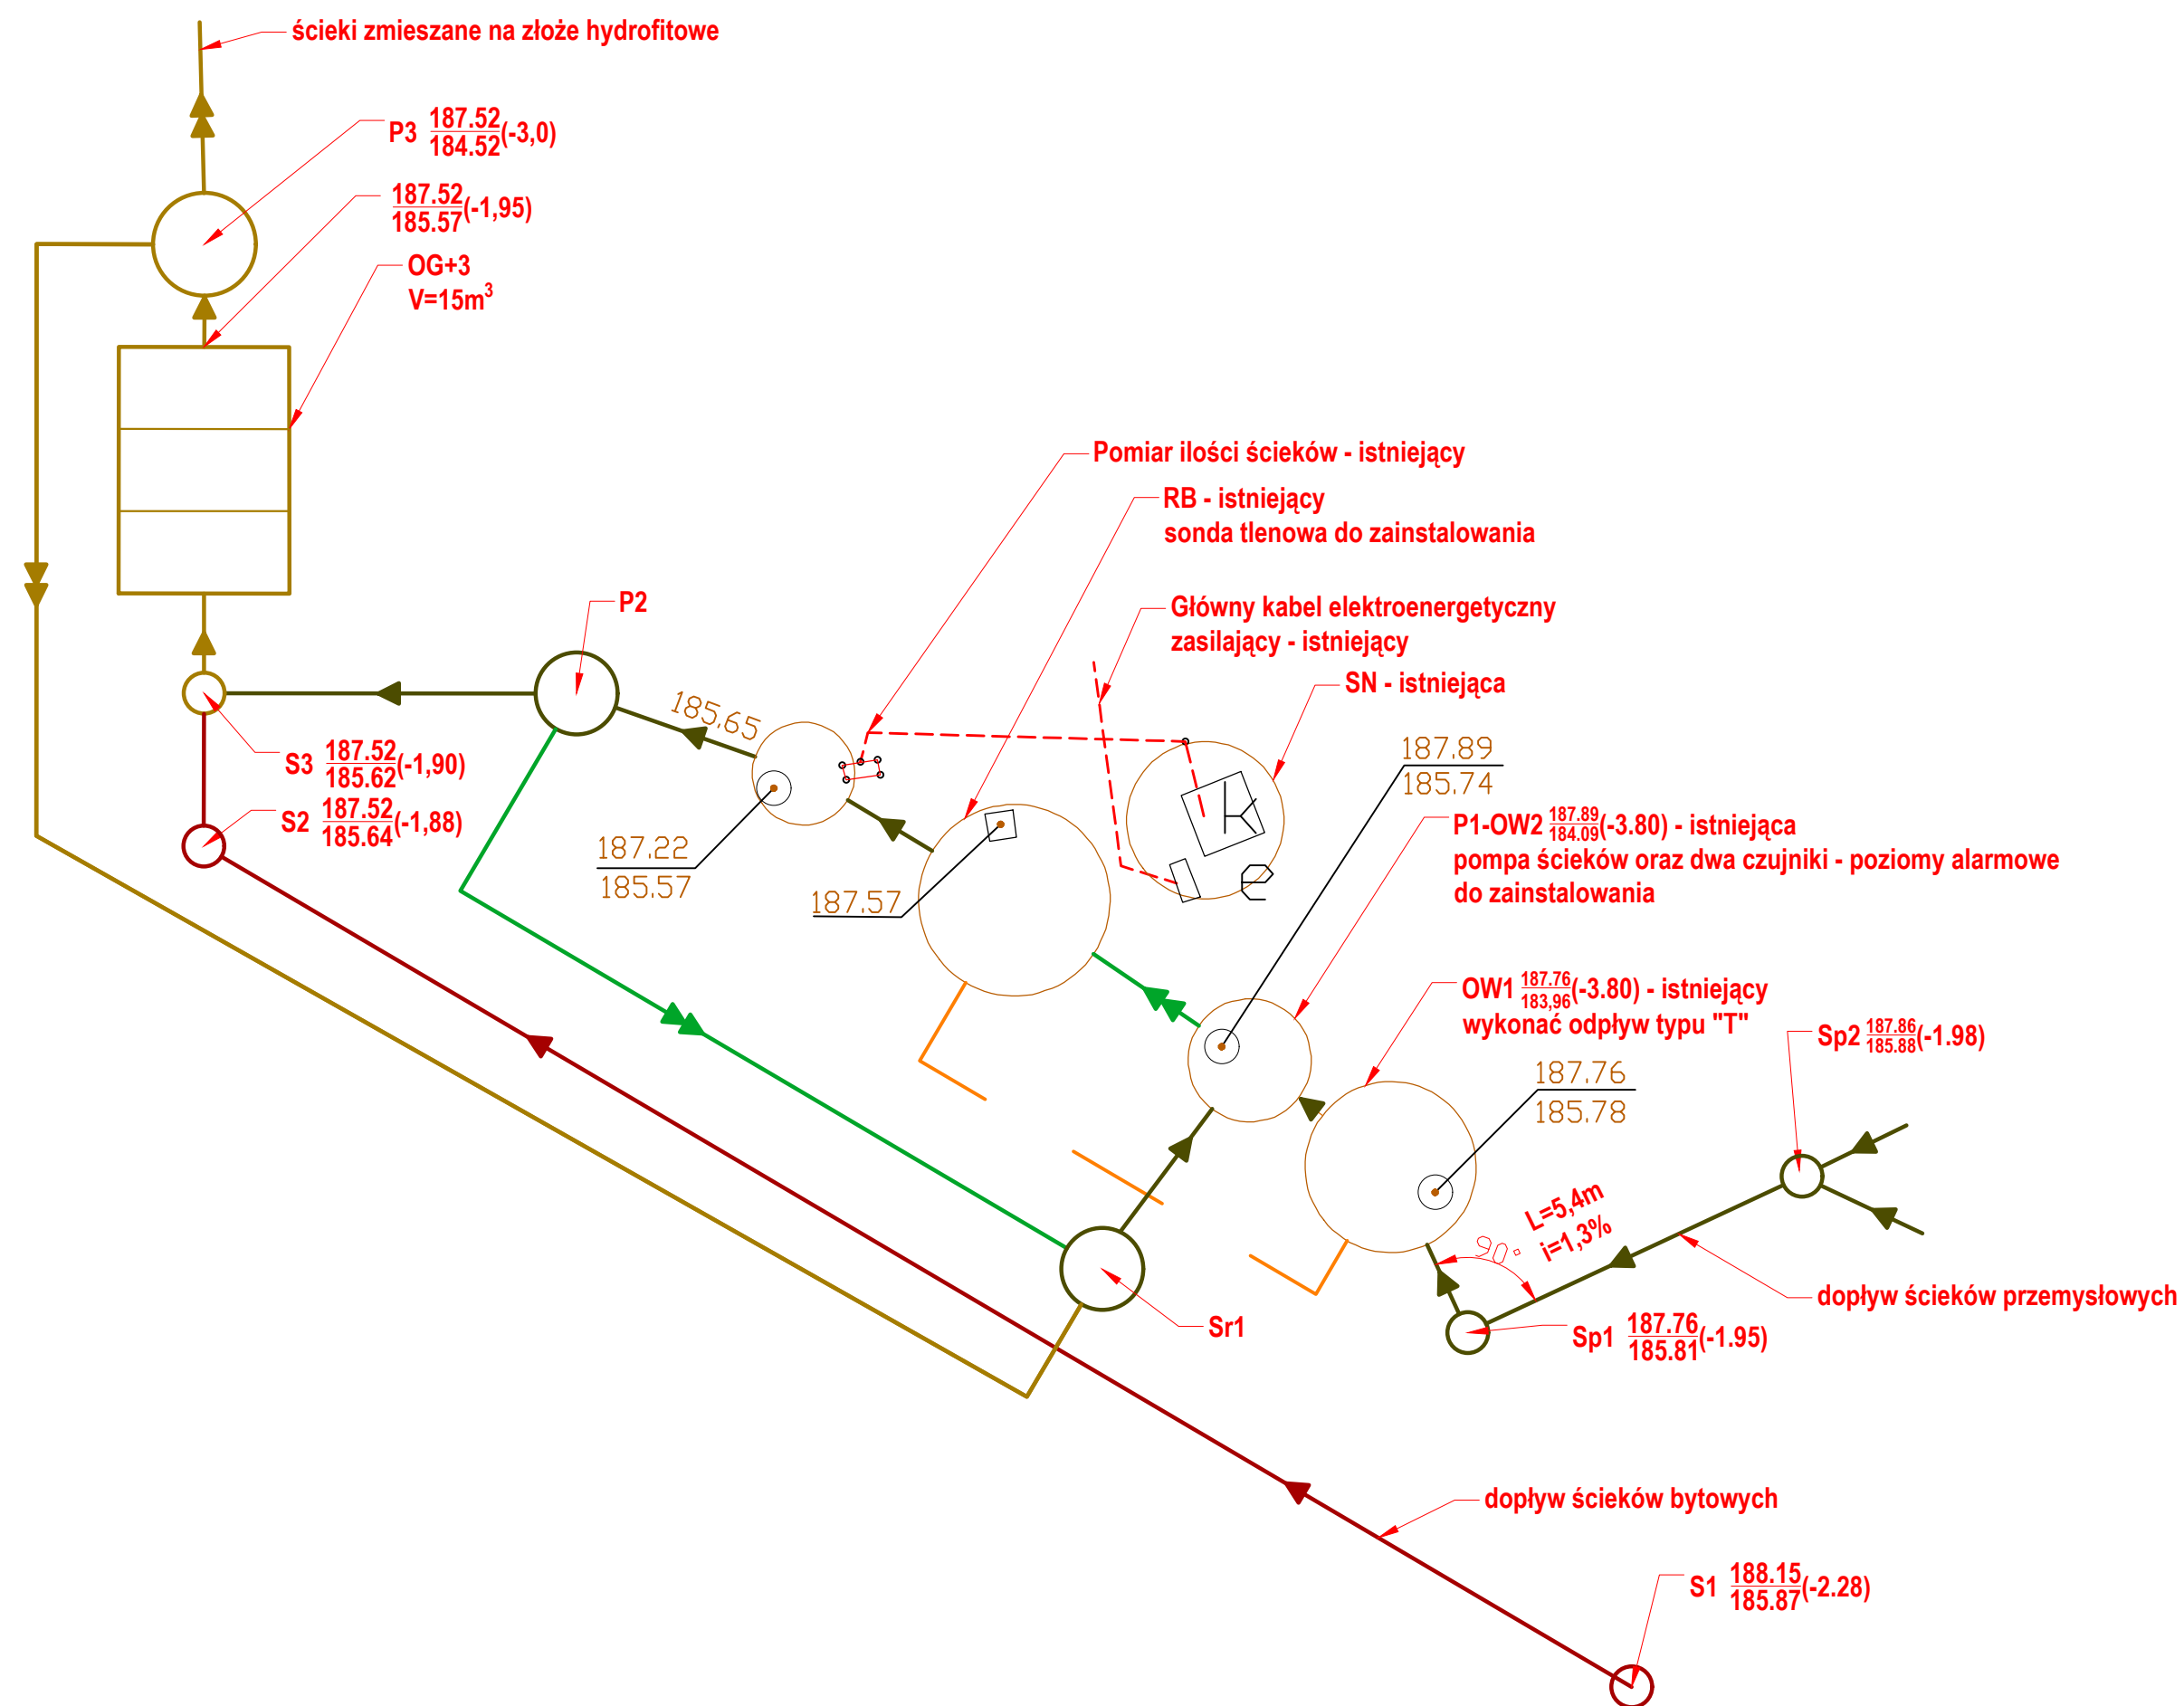 ścieki zmieszane na złoże hydrofitowe
P3 187.52
184.52 (-3,0)
187.52
185.57 (-1,95)
OG+3
V=15m³
Pomiar ilości ścieków - istniejący
RB - istniejący
sonda tlenowa do zainstalowania
P2
Główny kabel elektroenergetyczny
zasilający - istniejący
SN - istniejąca
185.65
S3 187.52
185.62 (-1,90)
S2 187.52
185.64 (-1,88)
187.89
185.74
187.22
185.57
187.57
K
e
P1-OW2 187.89
184.09 (-3.80) - istniejąca
pompa ścieków oraz dwa czujniki - poziomy alarmowe
do zainstalowania
OW1 187.76
183,96 (-3.80) - istniejący
wykonać odpływ typu "T"
Sp2 187.86
185.88 (-1.98)
187.76
185.78
L=5,4m
i=1,3%
90°
dopływ ścieków przemysłowych
Sr1
Sp1 187.76
185.81 (-1.95)
dopływ ścieków bytowych
S1 188.15
185.87 (-2.28)